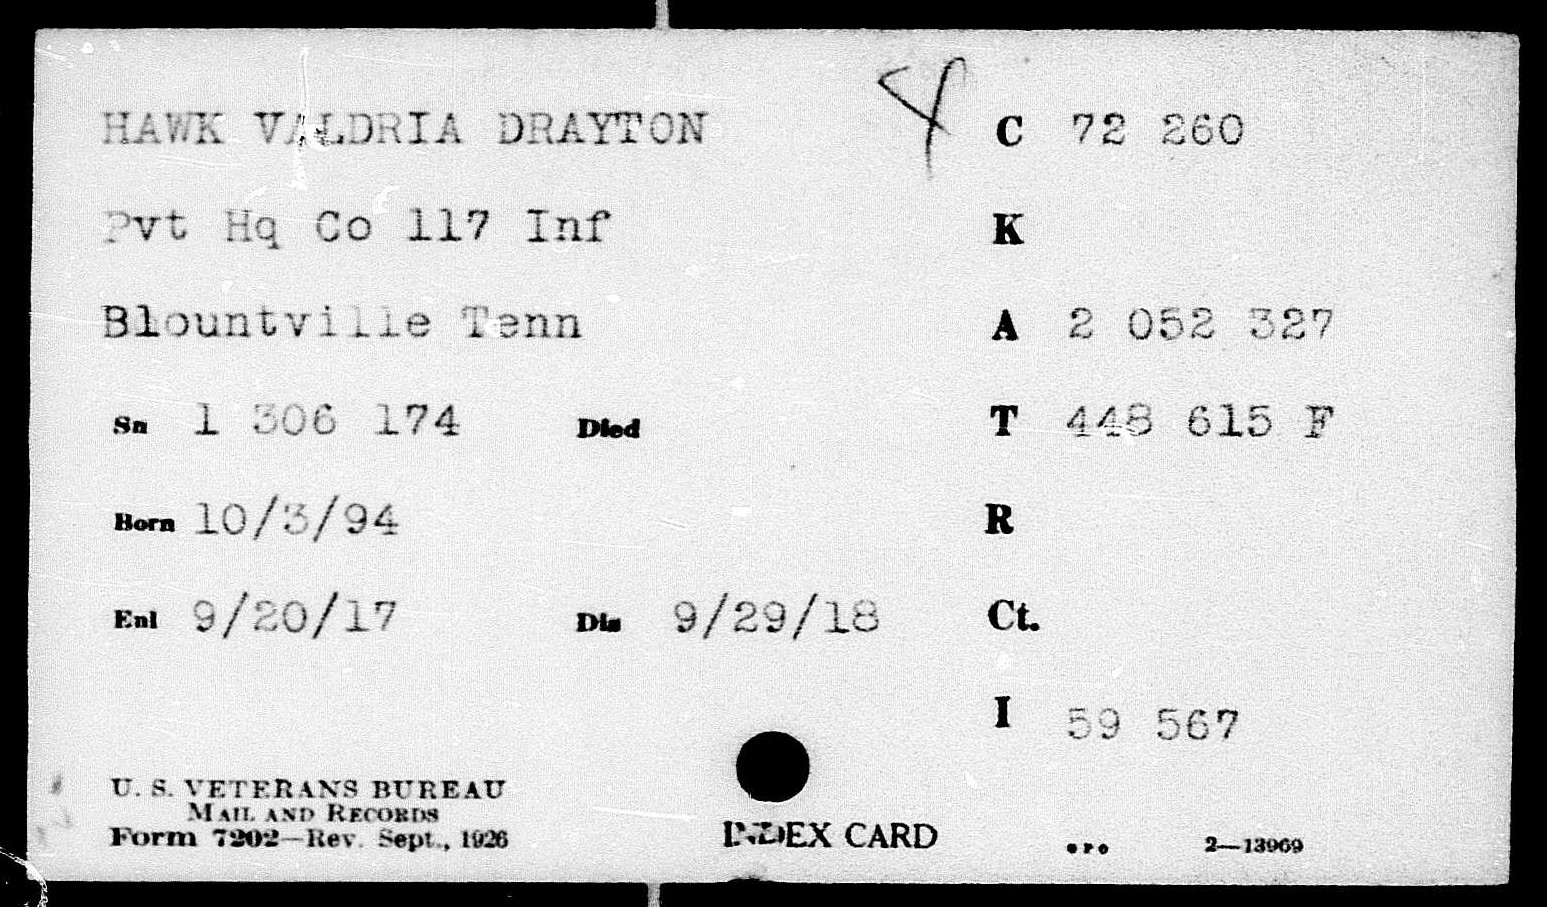 HAWK VALDRIA DRAYTON
C 72 260
Pvt Hq Co 117 Inf
K
Blountville Tenn
A 2 052 327
Sn 1 306 174 Died
T 448 615 F
Born 10/3/94
R
Enl 9/20/17 Dis 9/29/18
Ct.
I 59 567
U. S. VETERANS BUREAU
MAIL AND RECORDS
Form 7202—Rev. Sept., 1926
INDEX CARD
GPO 2—13969